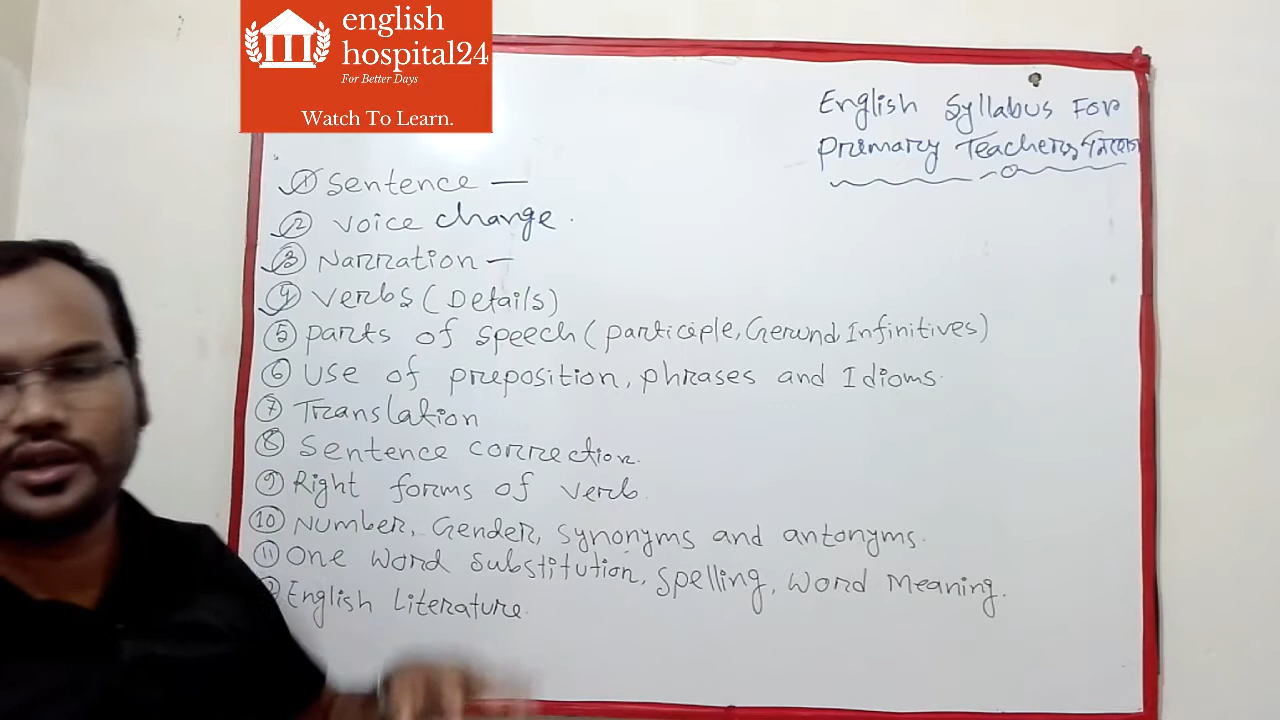 english
hospital24
For Better Days
Watch To Learn.
English Syllabus For
Primary Teachers নিয়োগ
① Sentence —
② Voice change.
③ Narration —
④ Verbs (Details)
⑤ Parts of speech (participle, Gerund, Infinitives)
⑥ Use of preposition, phrases and Idioms.
⑦ Translation
⑧ Sentence correction.
⑨ Right forms of verb.
⑩ Number, Gender, synonyms and antonyms.
⑪ One word substitution, spelling, word Meaning.
English Literature.